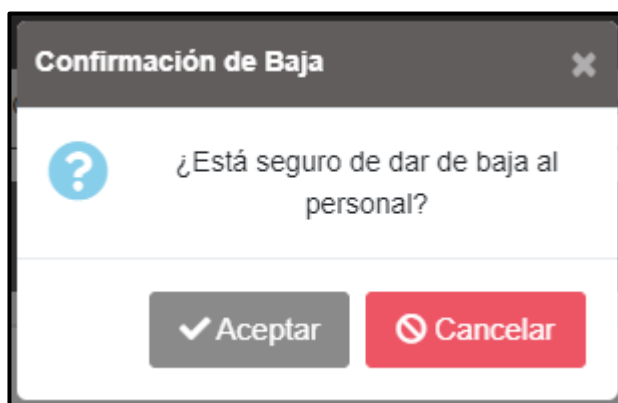 Confirmación de Baja
¿Está seguro de dar de baja al
personal?
Aceptar
Cancelar